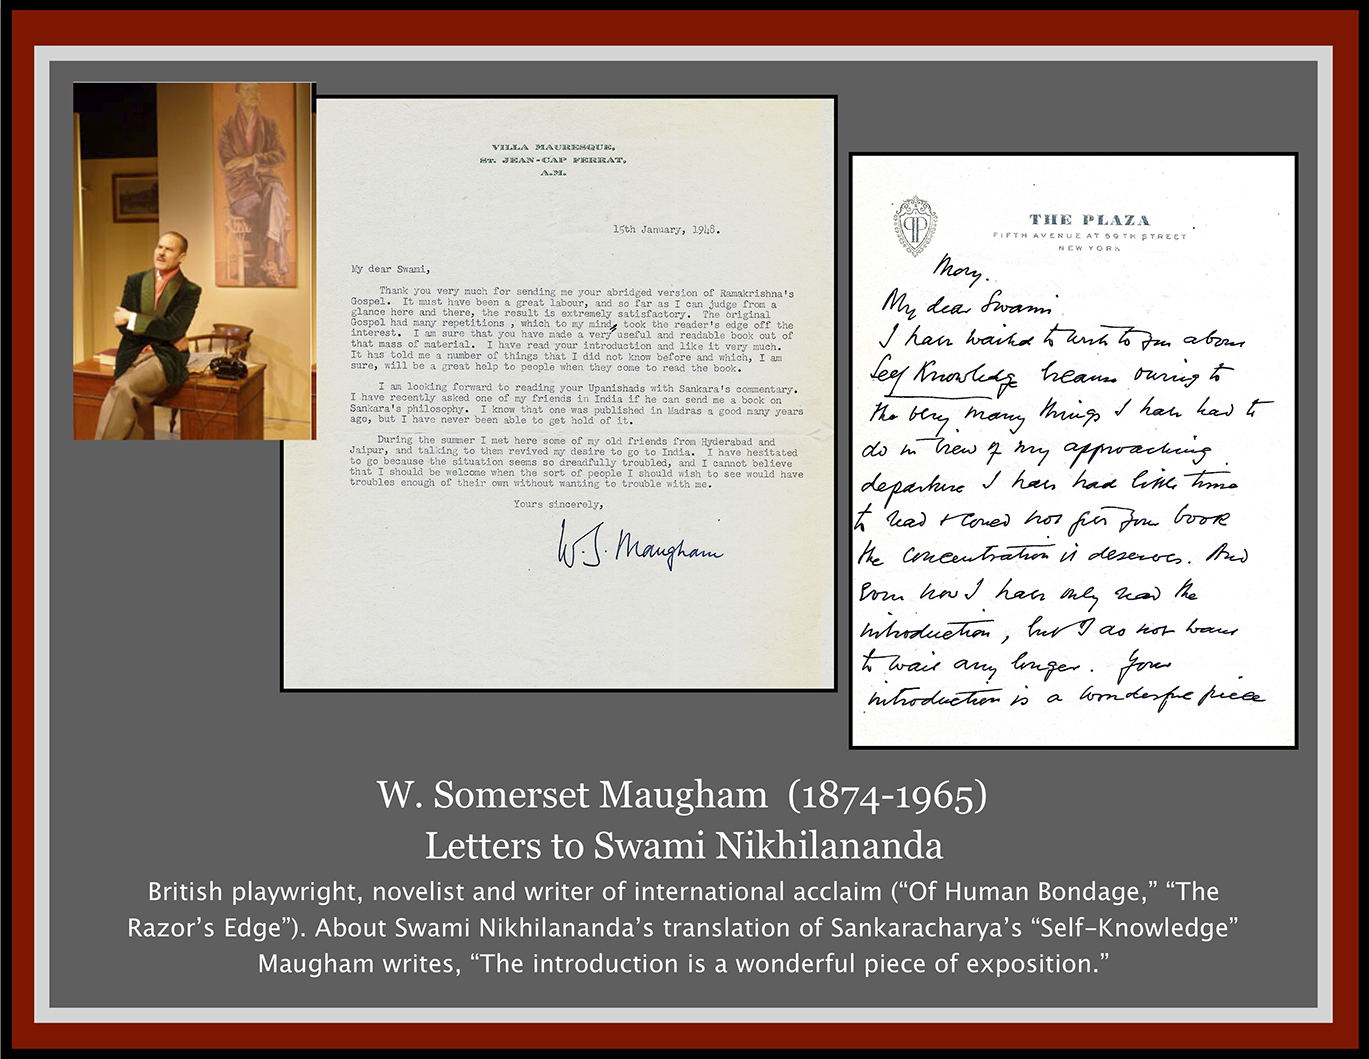 VILLA MAURESQUE,
ST. JEAN-CAP FERRAT,
A.M.
15th January, 1948.
My dear Swami,
Thank you very much for sending me your abridged version of Ramakrishna's
Gospel. It must have been a great labour, and so far as I can judge from a
glance here and there, the result is extremely satisfactory. The original
Gospel had many repetitions , which to my mind, took the reader's edge off the
interest. I am sure that you have made a very useful and readable book out of
that mass of material. I have read your introduction and like it very much.
It has told me a number of things that I did not know before and which, I am
sure, will be a great help to people when they come to read the book.
I am looking forward to reading your Upanishads with Sankara's commentary.
I have recently asked one of my friends in India if he can send me a book on
Sankara's philosophy. I know that one was published in Madras a good many years
ago, but I have never been able to get hold of it.
During the summer I met here some of my old friends from Hyderabad and
Jaipur, and talking to them revived my desire to go to India. I have hesitated
to go because the situation seems so dreadfully troubled, and I cannot believe
that I should be welcome when the sort of people I should wish to see would have
troubles enough of their own without wanting to trouble with me.
Yours sincerely,
W. S. Maugham
THE PLAZA
FIFTH AVENUE AT 59TH STREET
NEW YORK
My dear Swami
I have waited to write to you about
Self Knowledge because owing to
the very many things I have had to
do in view of my approaching
departure I have had little time
to read & could not give your book
the concentration it deserves. And
even now I have only read the
introduction, but I do not want
to wait any longer. Your
introduction is a wonderful piece
W. Somerset Maugham (1874-1965)
Letters to Swami Nikhilananda
British playwright, novelist and writer of international acclaim (“Of Human Bondage,” “The
Razor’s Edge”). About Swami Nikhilananda’s translation of Sankaracharya’s “Self-Knowledge”
Maugham writes, “The introduction is a wonderful piece of exposition.”